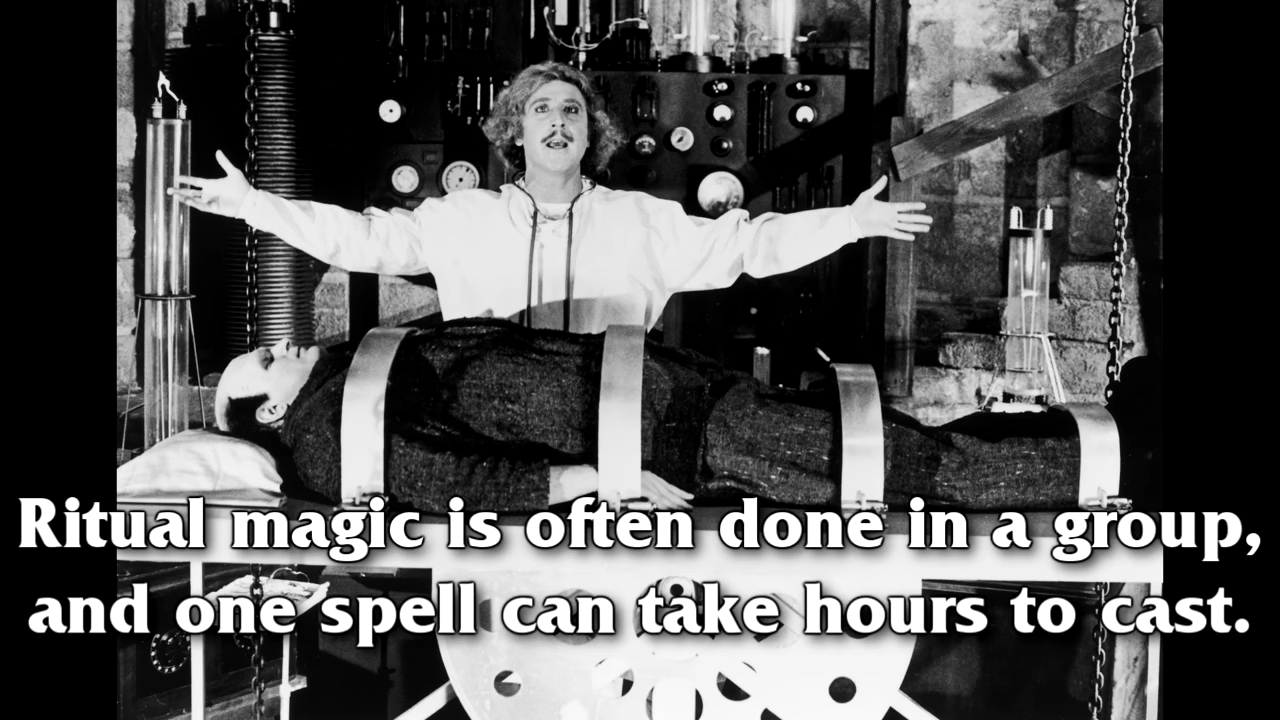 Ritual magic is often done in a group,
and one spell can take hours to cast.